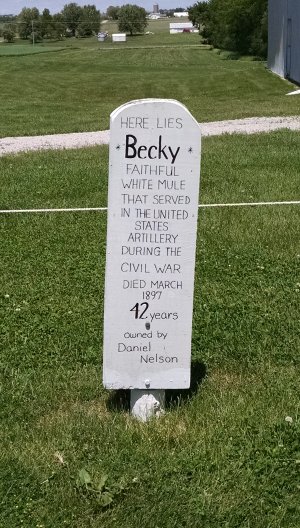 HERE LIES
Becky
FAITHFUL
WHITE MULE
THAT SERVED
IN THE UNITED
STATES
ARTILLERY
DURING THE
CIVIL WAR
DIED MARCH
1897
42 years
owned by
Daniel
Nelson